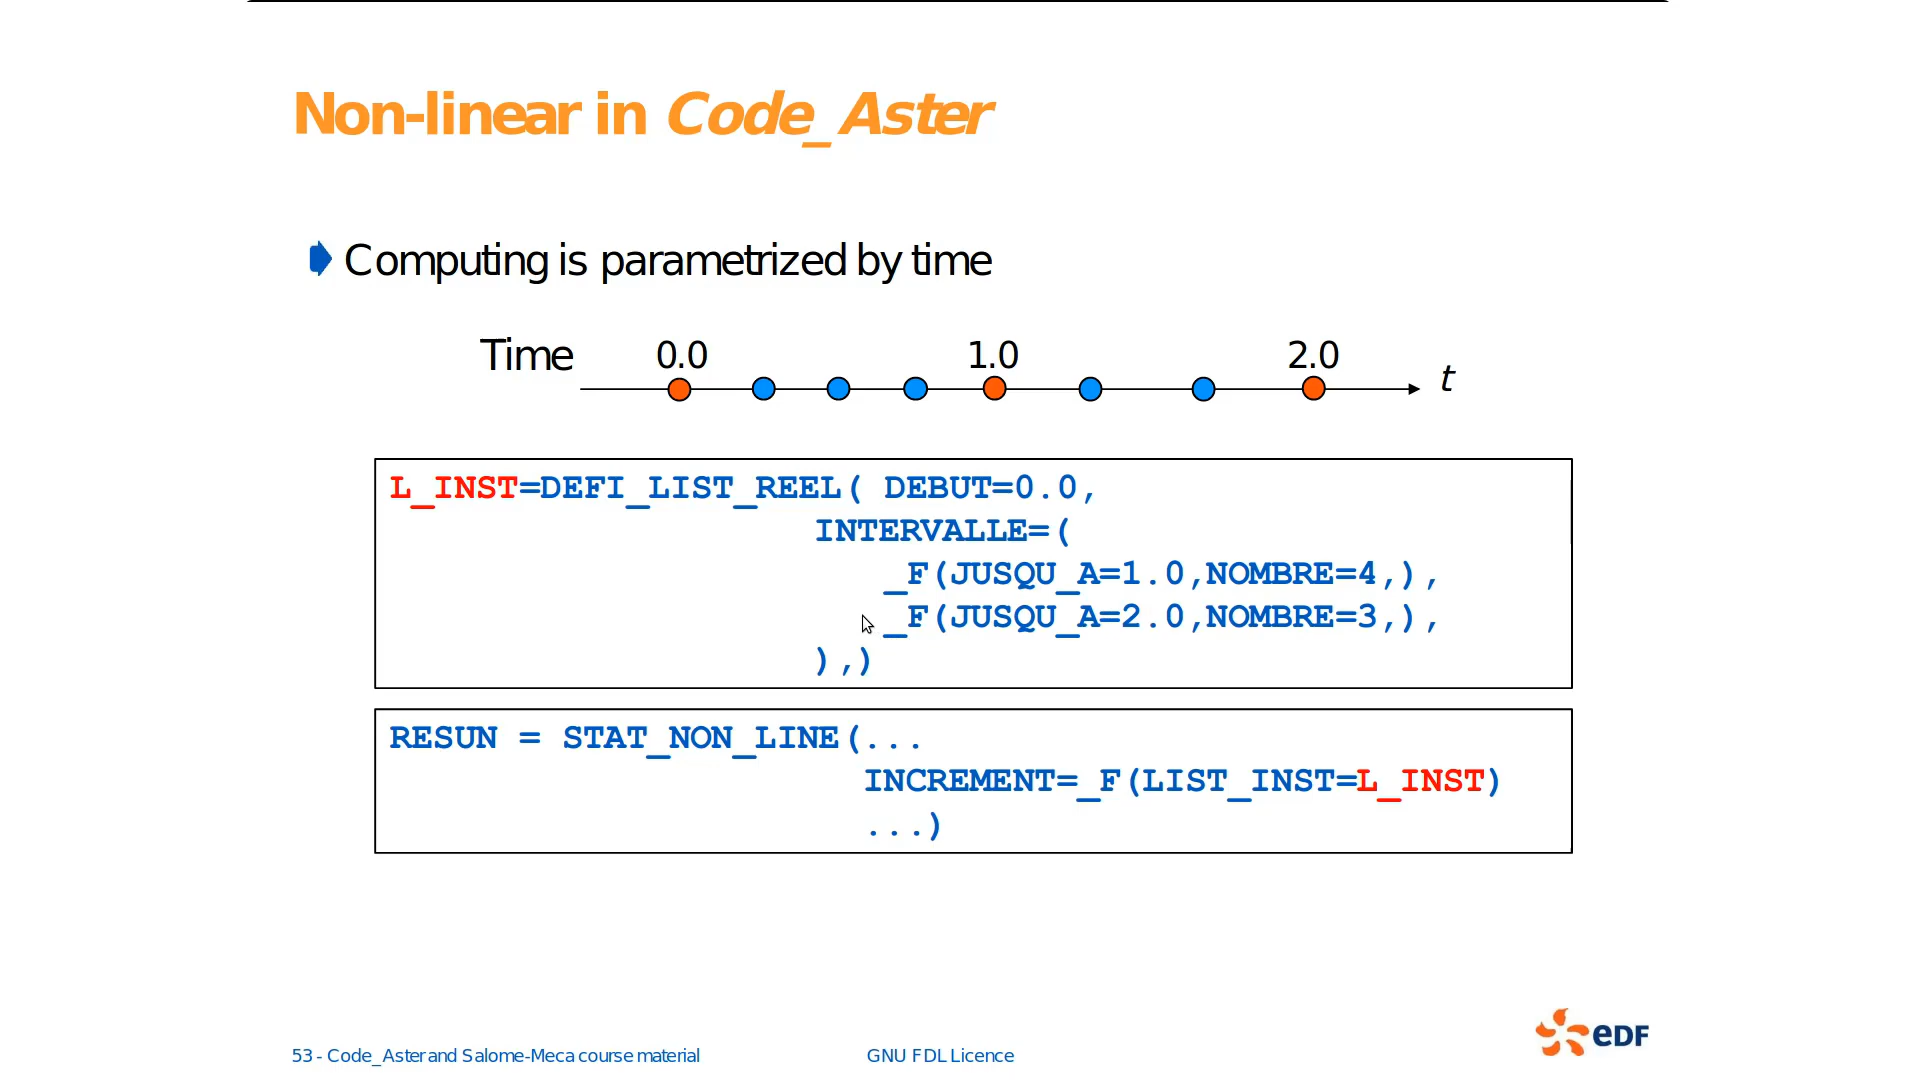 Non-linear in Code_Aster
Computing is parametrized by time
Time 0.0 1.0 2.0 t
L_INST=DEFI_LIST_REEL( DEBUT=0.0,
INTERVALLE=(
_F(JUSQU_A=1.0,NOMBRE=4,),
_F(JUSQU_A=2.0,NOMBRE=3,),
),)
RESUN = STAT_NON_LINE(...
INCREMENT=_F(LIST_INST=L_INST)
...)
53 - Code_Aster and Salome-Meca course material GNU FDL Licence
eDF